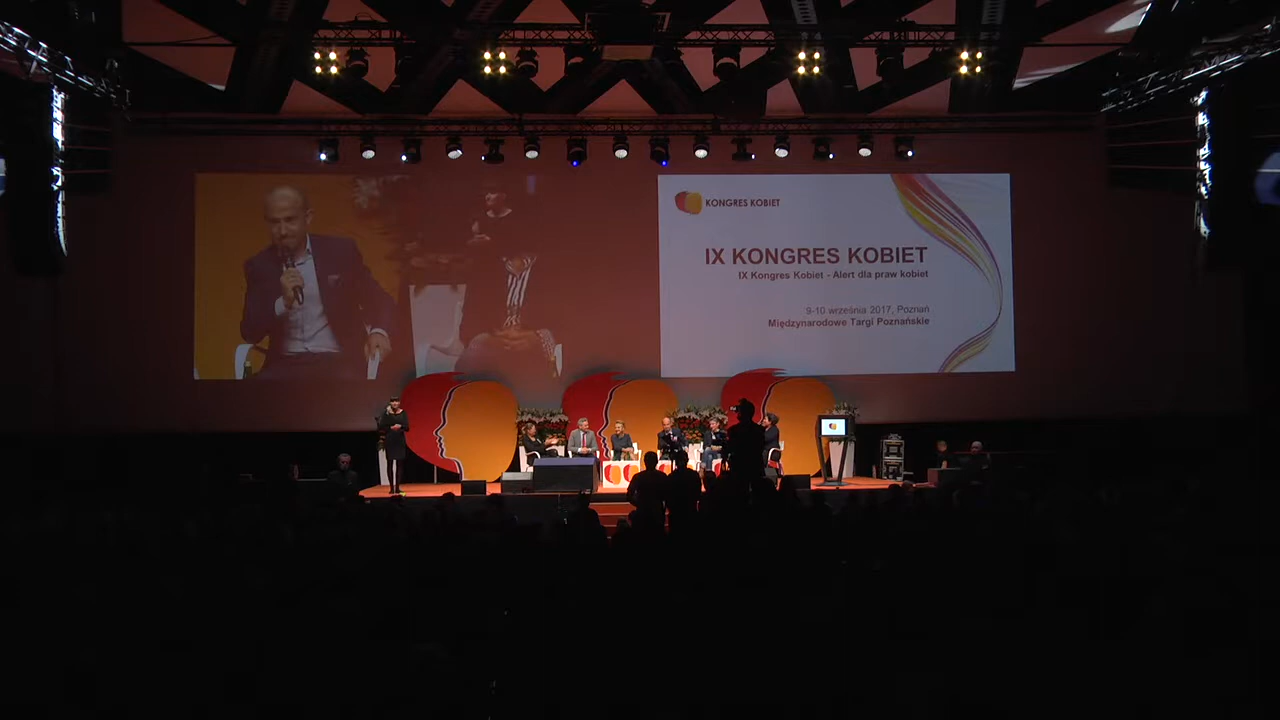 KONGRES KOBIET
IX KONGRES KOBIET
IX Kongres Kobiet - Alert dla praw kobiet
9-10 września 2017, Poznań
Międzynarodowe Targi Poznańskie